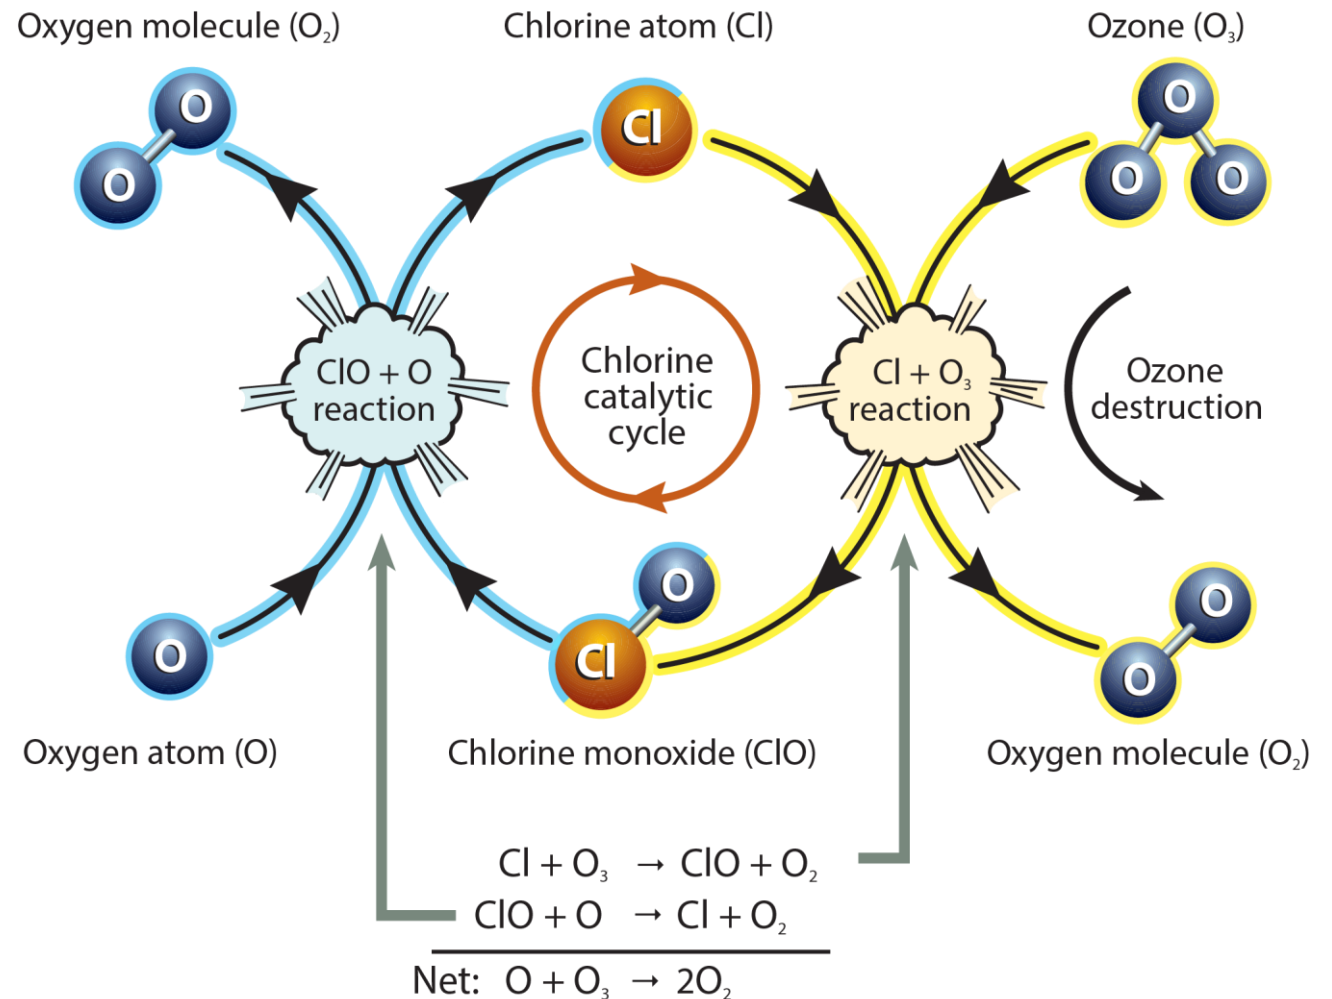 Oxygen molecule (O₂)
Chlorine atom (Cl)
Ozone (O₃)
O
O
Cl
O
O
O
ClO + O
reaction
Chlorine
catalytic
cycle
Cl + O₃
reaction
Ozone
destruction
O
Cl
O
O
O
Oxygen atom (O)
Chlorine monoxide (ClO)
Oxygen molecule (O₂)
Cl + O₃ → ClO + O₂
ClO + O → Cl + O₂
Net: O + O₃ → 2O₂